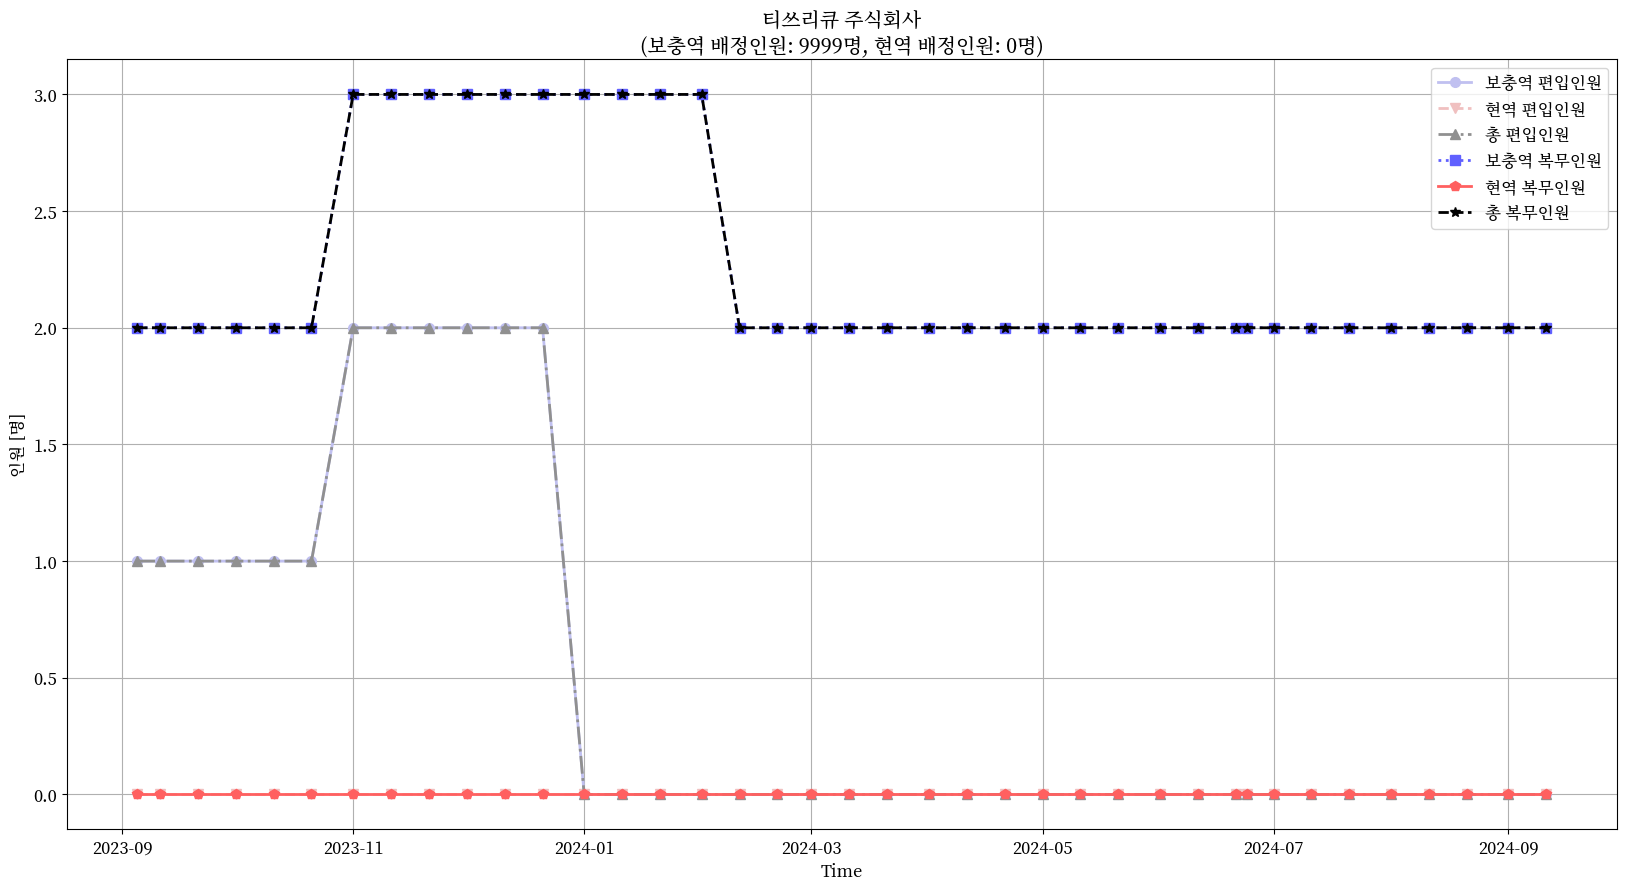 티쓰리큐 주식회사
(보충역 배정인원: 9999명, 현역 배정인원: 0명)
보충역 편입인원
현역 편입인원
총 편입인원
보충역 복무인원
현역 복무인원
총 복무인원
인원 [명]
3.0
2.5
2.0
1.5
1.0
0.5
0.0
2023-09
2023-11
2024-01
2024-03
2024-05
2024-07
2024-09
Time